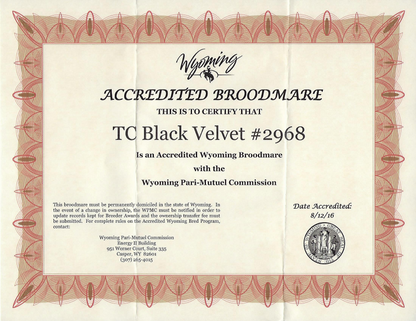 Wyoming
ACCREDITED BROODMARE
THIS IS TO CERTIFY THAT
TC Black Velvet #2968
Is an Accredited Wyoming Broodmare
with the
Wyoming Pari-Mutuel Commission
This broodmare must be permanently domiciled in the state of Wyoming. In
the event of a change in ownership, the WPMC must be notified in order to
update records kept for Breeder Awards and the ownership transfer fee must
be submitted. For complete rules on the Accredited Wyoming Bred Program,
contact:
Wyoming Pari-Mutuel Commission
Energy II Building
951 Werner Court, Suite 335
Casper, WY 82601
(307) 265-4015
Date Accredited:
8/12/16